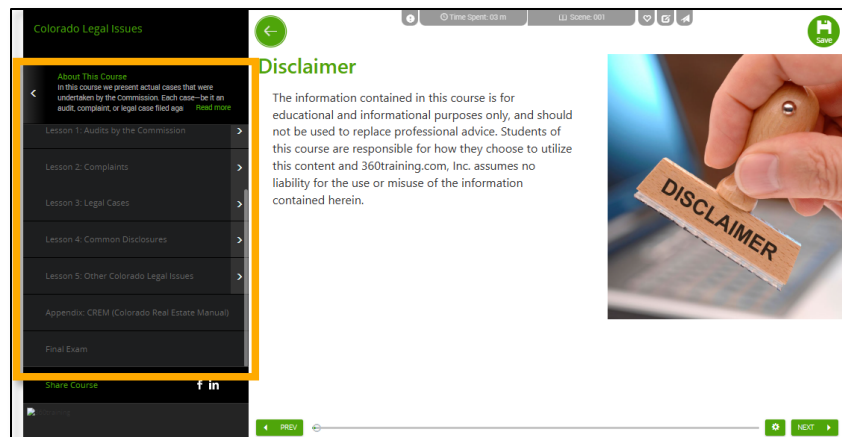 Colorado Legal Issues
Time Spent: 03 m
Scene: 001
Save
About This Course
In this course we present actual cases that were
undertaken by the Commission. Each case—be it an
audit, complaint, or legal case filed aga Read more
Lesson 1: Audits by the Commission
Lesson 2: Complaints
Lesson 3: Legal Cases
Lesson 4: Common Disclosures
Lesson 5: Other Colorado Legal Issues
Appendix: CREM (Colorado Real Estate Manual)
Final Exam
Share Course
f in
Disclaimer
The information contained in this course is for
educational and informational purposes only, and should
not be used to replace professional advice. Students of
this course are responsible for how they choose to utilize
this content and 360training.com, Inc. assumes no
liability for the use or misuse of the information
contained herein.
DISCLAIMER
PREV
NEXT